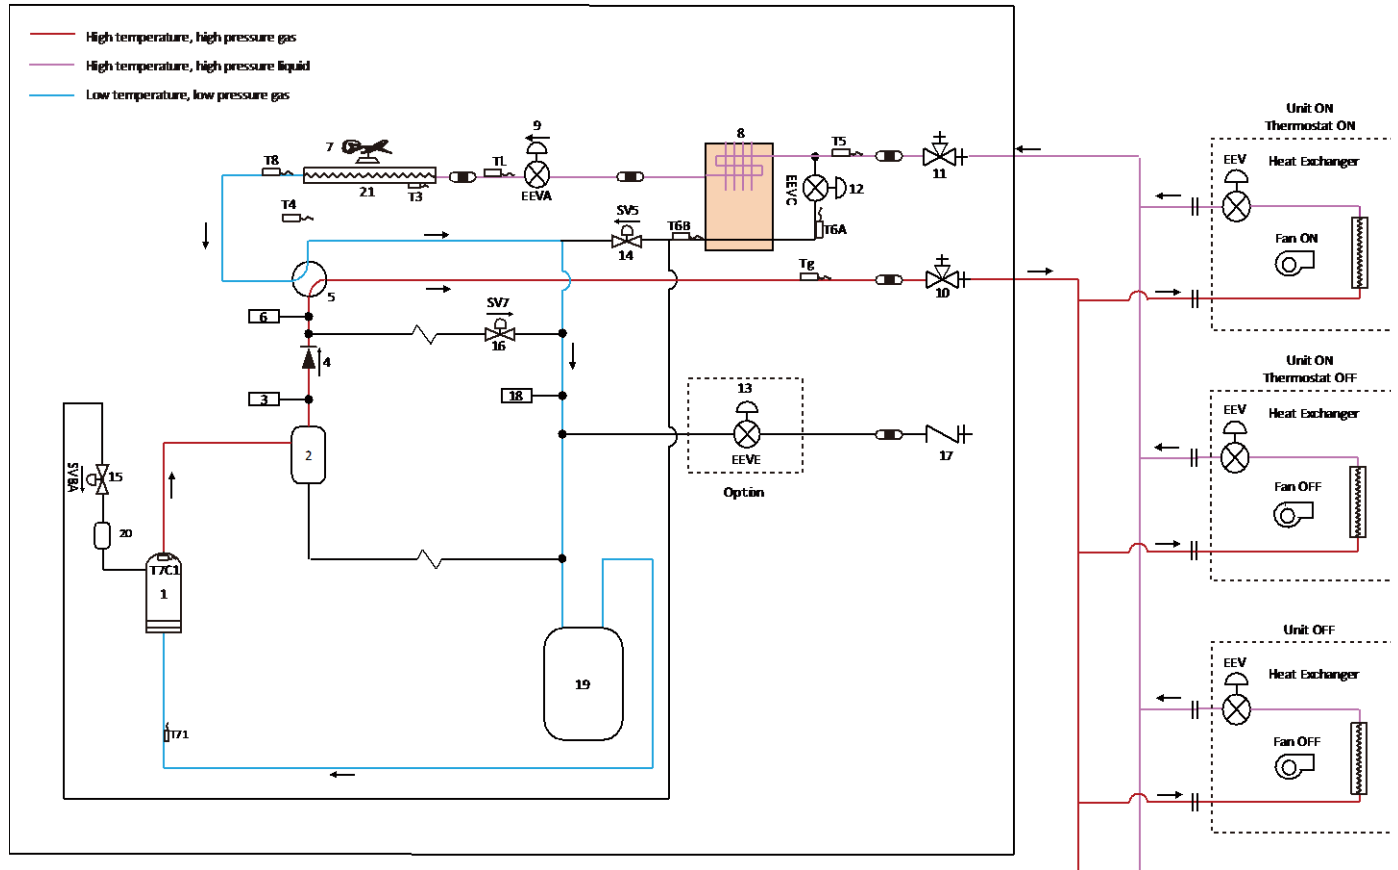 High temperature, high pressure gas
High temperature, high pressure liquid
Low temperature, low pressure gas
Unit ON
Thermostat ON
EEV
Heat Exchanger
Fan ON
Unit ON
Thermostat OFF
EEV
Heat Exchanger
Fan OFF
Unit OFF
EEV
Heat Exchanger
Fan OFF
7
T8
21
T3
TL
9
EEVA
8
T5
11
EEVC
12
T6A
T4
SV5
14
T6B
5
Tg
10
6
SV7
16
4
3
18
13
EEVE
17
Option
2
SV8A
15
20
T7C1
1
19
T71